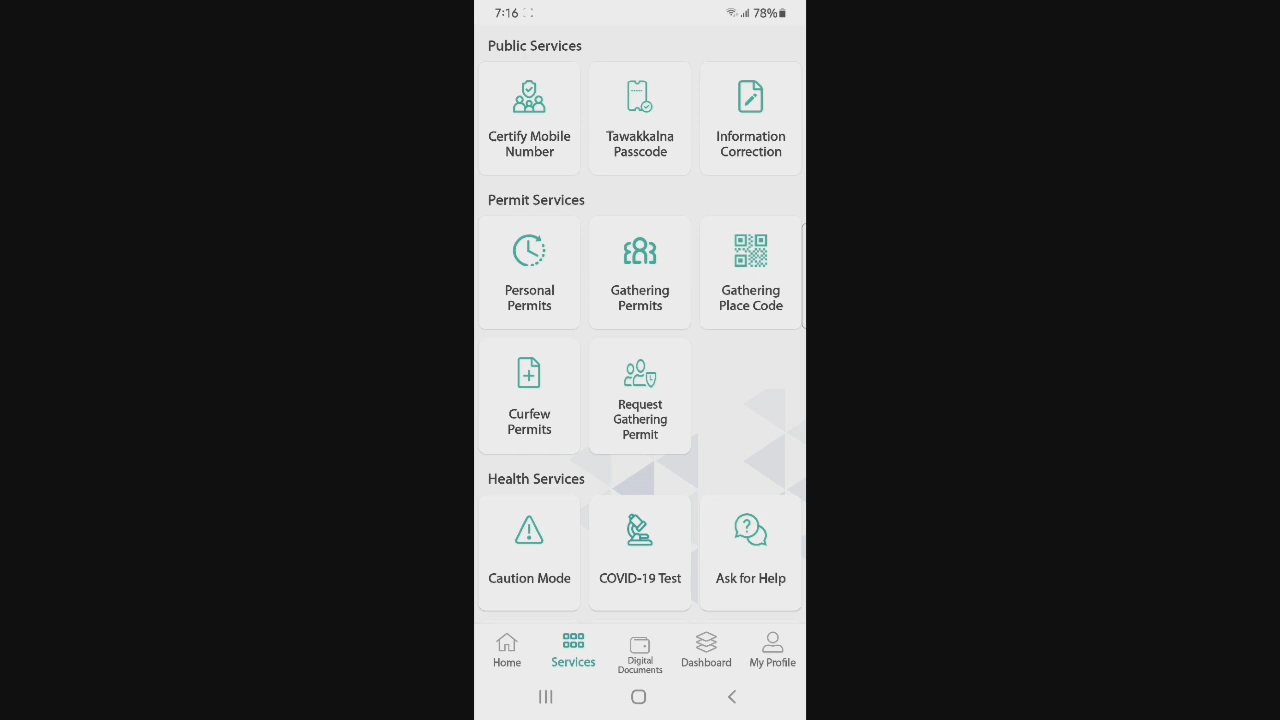 7:16
78%
Public Services
Certify Mobile
Number
Tawakkalna
Passcode
Information
Correction
Permit Services
Personal
Permits
Gathering
Permits
Gathering
Place Code
Curfew
Permits
Request
Gathering
Permit
Health Services
Caution Mode
COVID-19 Test
Ask for Help
Home
Services
Digital
Documents
Dashboard
My Profile